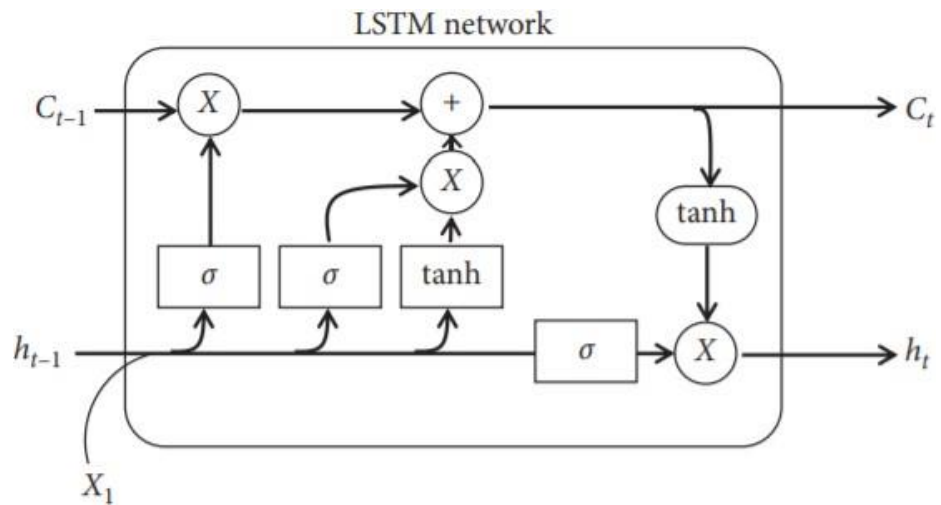 LSTM network
C_{t–1} X + C_t
X
tanh
σ σ tanh
h_{t–1} σ X h_t
X_1